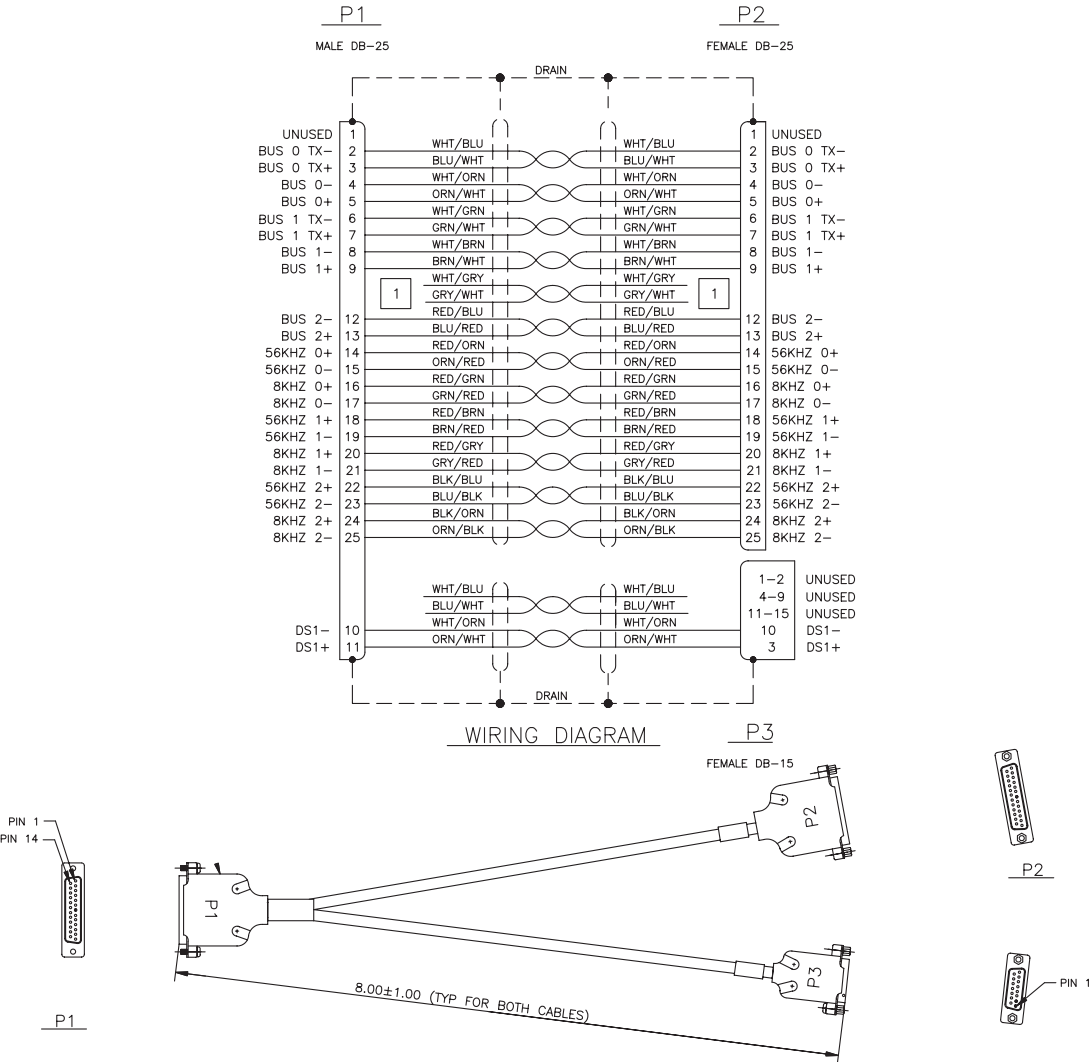 P1 P2
MALE DB-25 FEMALE DB-25
DRAIN
UNUSED 1 1 UNUSED
BUS 0 TX- 2 WHT/BLU WHT/BLU 2 BUS 0 TX-
BUS 0 TX+ 3 BLU/WHT BLU/WHT 3 BUS 0 TX+
BUS 0- 4 WHT/ORN WHT/ORN 4 BUS 0-
BUS 0+ 5 ORN/WHT ORN/WHT 5 BUS 0+
BUS 1 TX- 6 WHT/GRN WHT/GRN 6 BUS 1 TX-
BUS 1 TX+ 7 GRN/WHT GRN/WHT 7 BUS 1 TX+
BUS 1- 8 WHT/BRN WHT/BRN 8 BUS 1-
BUS 1+ 9 BRN/WHT BRN/WHT 9 BUS 1+
WHT/GRY WHT/GRY
1 GRY/WHT GRY/WHT 1
BUS 2- 12 RED/BLU RED/BLU 12 BUS 2-
BUS 2+ 13 BLU/RED BLU/RED 13 BUS 2+
56KHZ 0+ 14 RED/ORN RED/ORN 14 56KHZ 0+
56KHZ 0- 15 ORN/RED ORN/RED 15 56KHZ 0-
8KHZ 0+ 16 RED/GRN RED/GRN 16 8KHZ 0+
8KHZ 0- 17 GRN/RED GRN/RED 17 8KHZ 0-
56KHZ 1+ 18 RED/BRN RED/BRN 18 56KHZ 1+
56KHZ 1- 19 BRN/RED BRN/RED 19 56KHZ 1-
8KHZ 1+ 20 RED/GRY RED/GRY 20 8KHZ 1+
8KHZ 1- 21 GRY/RED GRY/RED 21 8KHZ 1-
56KHZ 2+ 22 BLK/BLU BLK/BLU 22 56KHZ 2+
56KHZ 2- 23 BLU/BLK BLU/BLK 23 56KHZ 2-
8KHZ 2+ 24 BLK/ORN BLK/ORN 24 8KHZ 2+
8KHZ 2- 25 ORN/BLK ORN/BLK 25 8KHZ 2-
1-2 UNUSED
WHT/BLU WHT/BLU 4-9 UNUSED
BLU/WHT BLU/WHT 11-15 UNUSED
DS1- 10 WHT/ORN WHT/ORN 10 DS1-
DS1+ 11 ORN/WHT ORN/WHT 3 DS1+
DRAIN
WIRING DIAGRAM P3
FEMALE DB-15
PIN 1
PIN 14
P1
P1
P2
P3
8.00±1.00 (TYP FOR BOTH CABLES)
P2
PIN 1